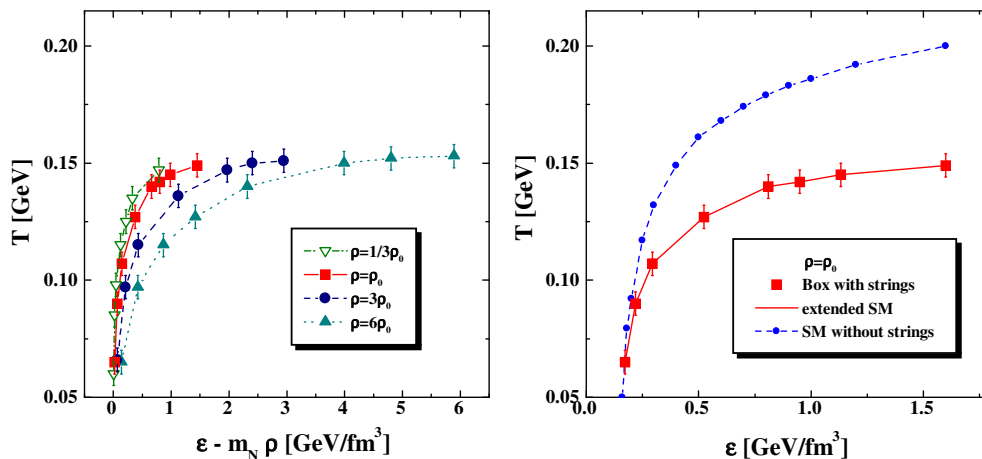 0.20
0.15
0.10
0.05
T [GeV]
0 1 2 3 4 5 6
ε - m_N ρ [GeV/fm³]
ρ=1/3ρ₀
ρ=ρ₀
ρ=3ρ₀
ρ=6ρ₀
0.20
0.15
0.10
0.05
T [GeV]
0.0 0.5 1.0 1.5
ε [GeV/fm³]
ρ=ρ₀
Box with strings
extended SM
SM without strings